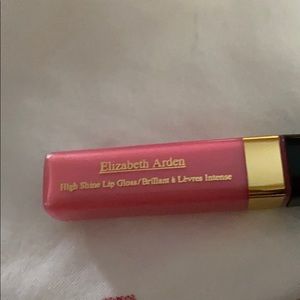 Elizabeth Arden
High Shine Lip Gloss/Brillant à Lèvres Intense